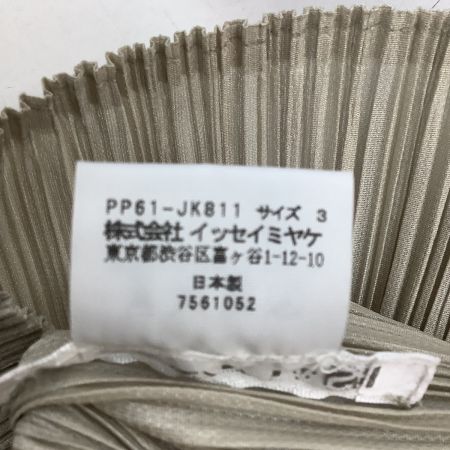 PP61-JK811 サイズ 3
株式会社 イッセイミヤケ
東京都渋谷区富ヶ谷1-12-10
日本製
7561052